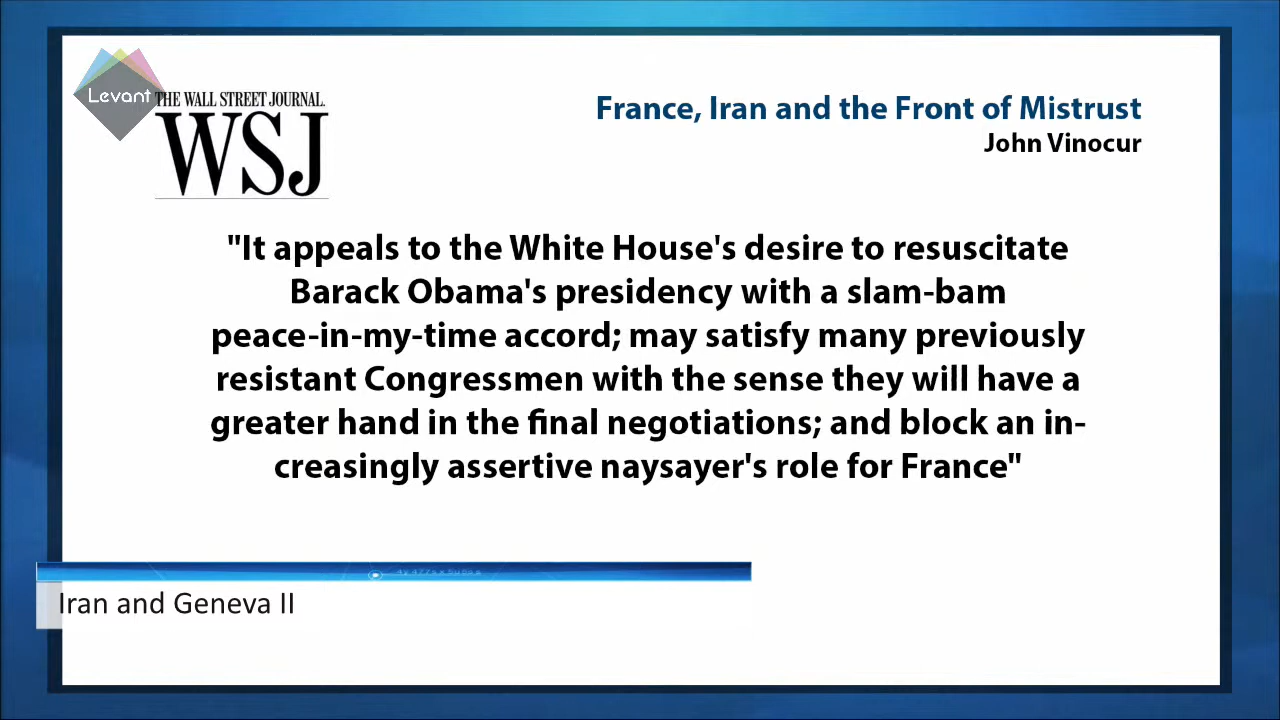 Levant
THE WALL STREET JOURNAL.
WSJ
France, Iran and the Front of Mistrust
John Vinocur
"It appeals to the White House's desire to resuscitate
Barack Obama's presidency with a slam-bam
peace-in-my-time accord; may satisfy many previously
resistant Congressmen with the sense they will have a
greater hand in the final negotiations; and block an in-
creasingly assertive naysayer's role for France"
Iran and Geneva II